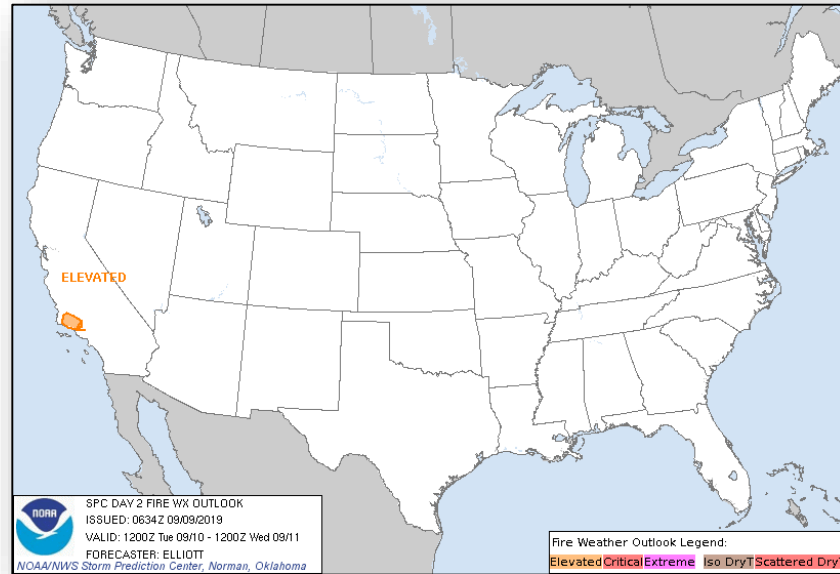 ELEVATED
NOAA
SPC DAY 2 FIRE WX OUTLOOK
ISSUED: 0634Z 09/09/2019
VALID: 1200Z Tue 09/10 - 1200Z Wed 09/11
FORECASTER: ELLIOTT
NOAA/NWS Storm Prediction Center, Norman, Oklahoma
Fire Weather Outlook Legend:
Elevated Critical Extreme Iso DryT Scattered DryT